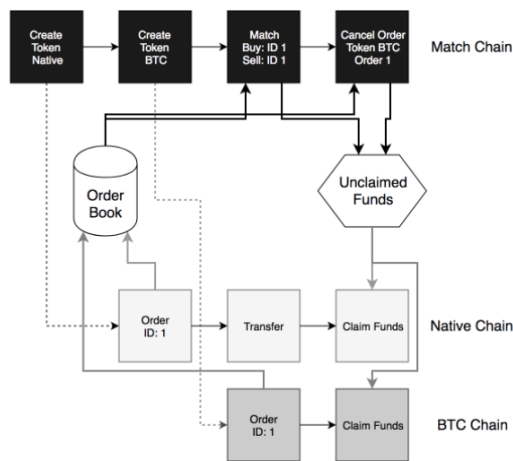 Create
Token
Native
Create
Token
BTC
Match
Buy: ID 1
Sell: ID 1
Cancel Order
Token BTC
Order 1
Match Chain
Order
Book
Unclaimed
Funds
Order
ID: 1
Transfer
Claim Funds
Native Chain
Order
ID: 1
Claim Funds
BTC Chain